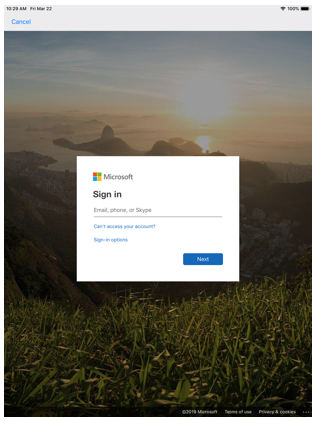 10:29 AM Fri Mar 22 100%
Cancel
Microsoft
Sign in
Email, phone, or Skype
Can't access your account?
Sign-in options
Next
©2019 Microsoft Terms of use Privacy & cookies ...